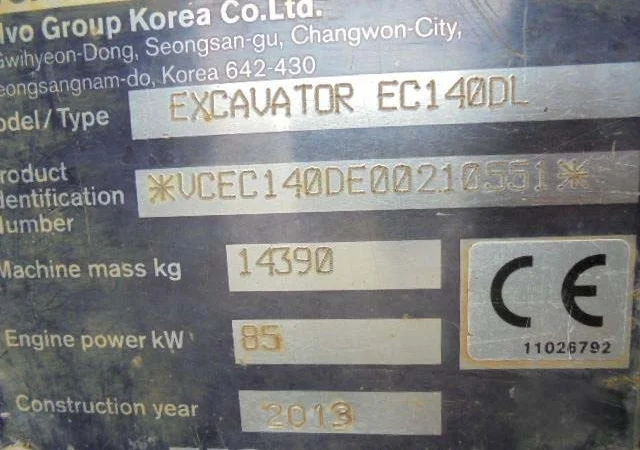 lvo Group Korea Co.Ltd.
Gwihyeon-Dong, Seongsan-gu, Changwon-City,
eongsangnam-do, Korea 642-430
odel / Type EXCAVATOR EC140DL
roduct
dentification
Number
*VCEC140DE00210551*
Machine mass kg 14390
Engine power kW 85
Construction year 2013
CE
11026792